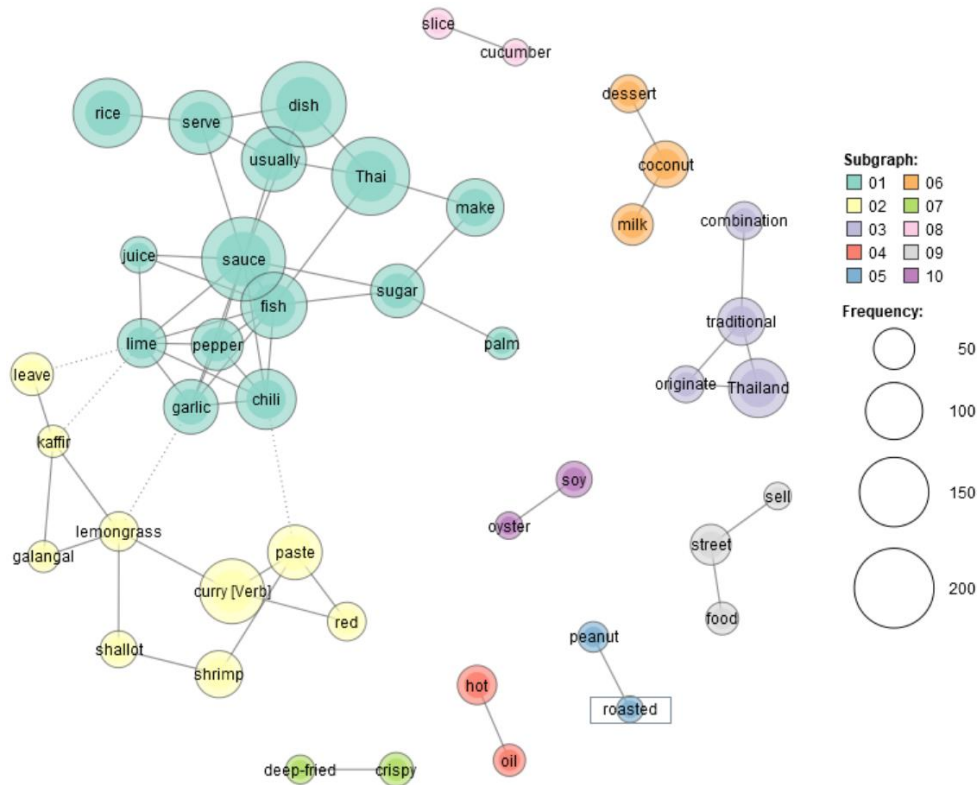 slice
cucumber
dish
rice
serve
usually
Thai
make
dessert
coconut
milk
juice
sauce
sugar
fish
lime
pepper
palm
garlic
chili
combination
traditional
originate
Thailand
Subgraph:
01 06
02 07
03 08
04 09
05 10
Frequency:
50
100
150
200
leave
kaffir
lemongrass
galangal
paste
curry [Verb]
red
shallot
shrimp
soy
oyster
sell
street
food
peanut
roasted
hot
oil
deep-fried
crispy